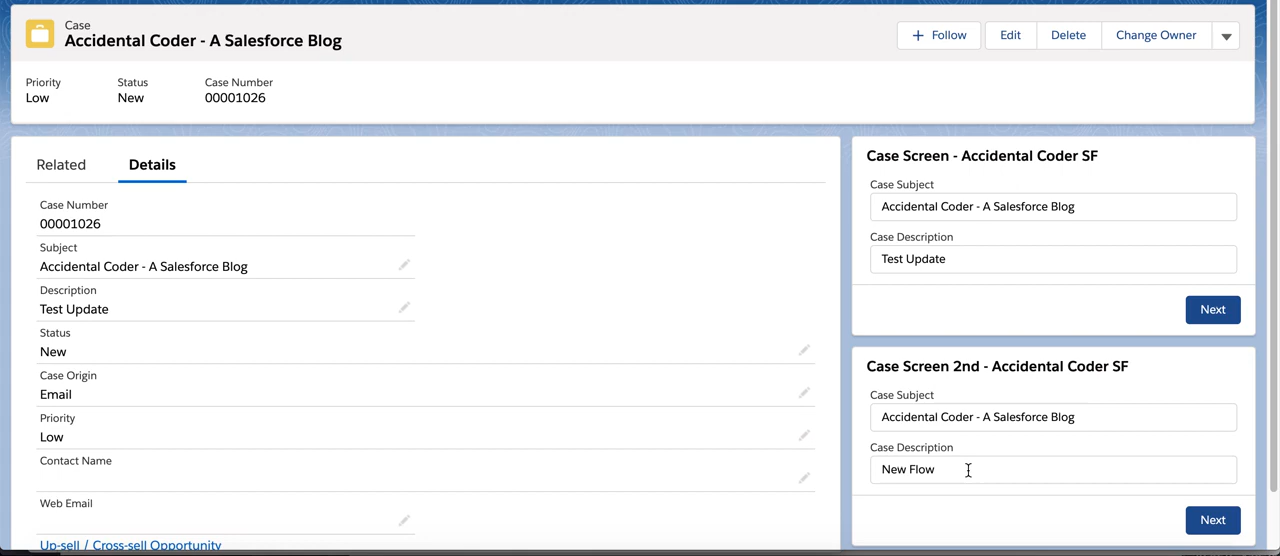 Case
Accidental Coder - A Salesforce Blog
+ Follow
Edit
Delete
Change Owner
Priority
Low
Status
New
Case Number
00001026
Related
Details
Case Number
00001026
Subject
Accidental Coder - A Salesforce Blog
Description
Test Update
Status
New
Case Origin
Email
Priority
Low
Contact Name
Web Email
Up-sell / Cross-sell Opportunity
Case Screen - Accidental Coder SF
Case Subject
Accidental Coder - A Salesforce Blog
Case Description
Test Update
Next
Case Screen 2nd - Accidental Coder SF
Case Subject
Accidental Coder - A Salesforce Blog
Case Description
New Flow
Next